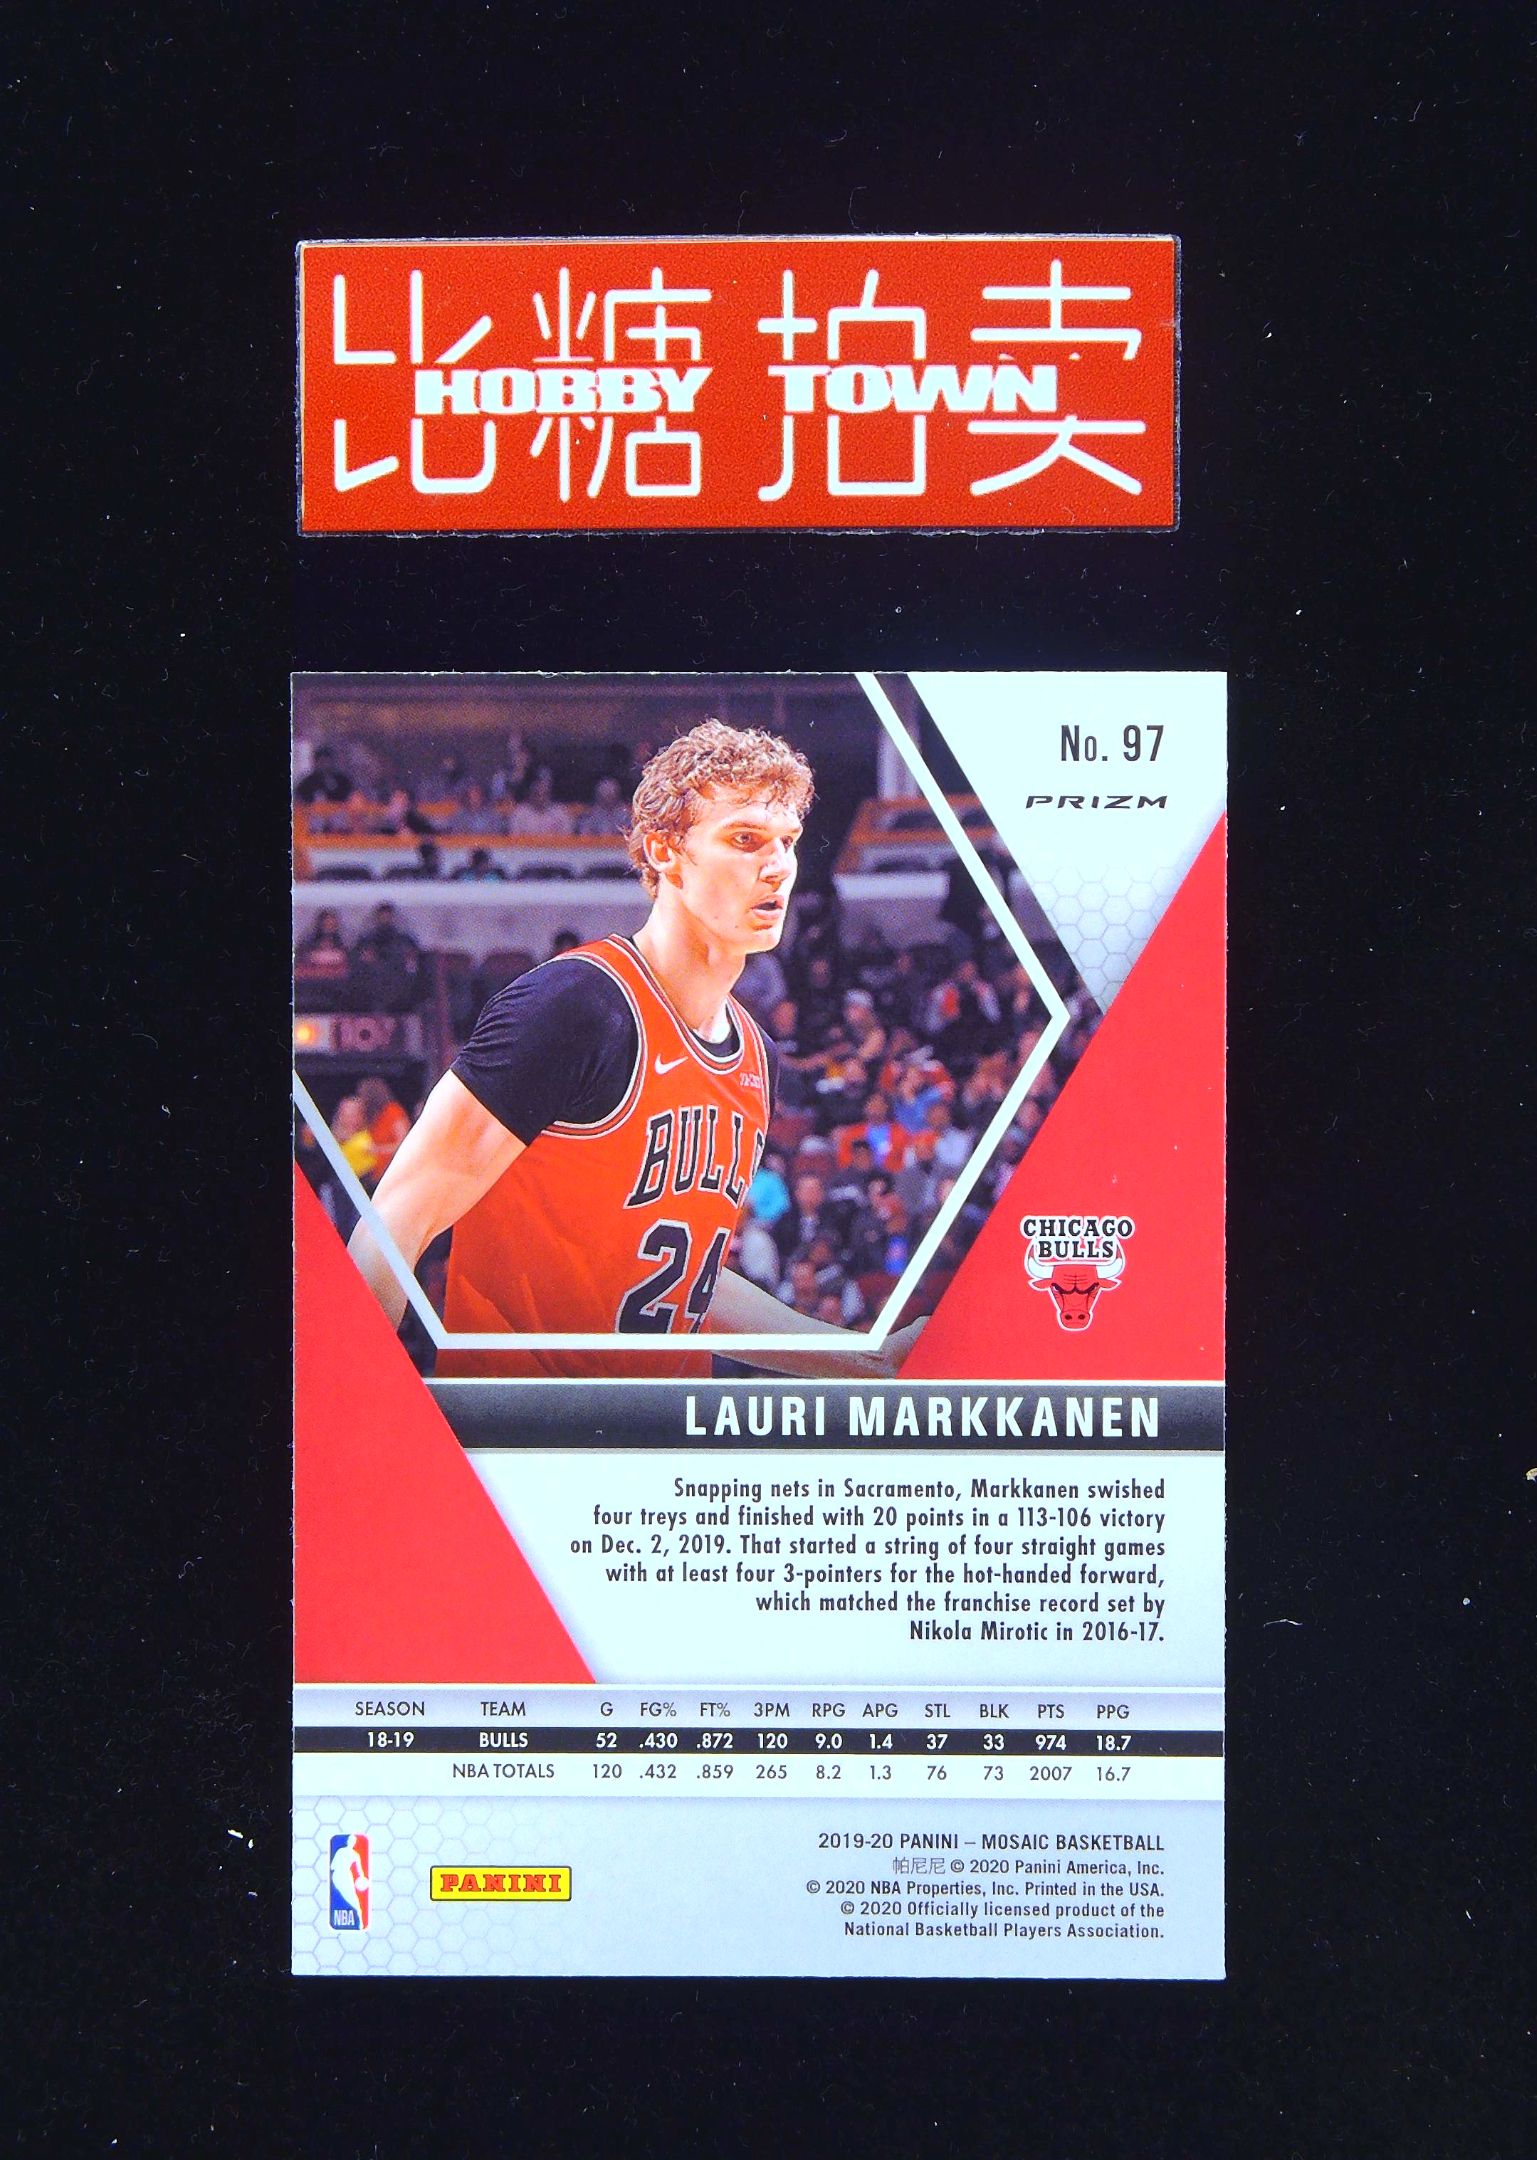 比糖拍卖
HOBBY TOWN
No. 97
PRIZM
BULL
24
CHICAGO
BULLS
LAURI MARKKANEN
Snapping nets in Sacramento, Markkanen swished
four treys and finished with 20 points in a 113-106 victory
on Dec. 2, 2019. That started a string of four straight games
with at least four 3-pointers for the hot-handed forward,
which matched the franchise record set by
Nikola Mirotic in 2016-17.
SEASON TEAM G FG% FT% 3PM RPG APG STL BLK PTS PPG
18-19 BULLS 52 .430 .872 120 9.0 1.4 37 33 974 18.7
NBA TOTALS 120 .432 .859 265 8.2 1.3 76 73 2007 16.7
NBA
PANINI
2019-20 PANINI – MOSAIC BASKETBALL
帕尼尼 © 2020 Panini America, Inc.
© 2020 NBA Properties, Inc. Printed in the USA.
© 2020 Officially licensed product of the
National Basketball Players Association.